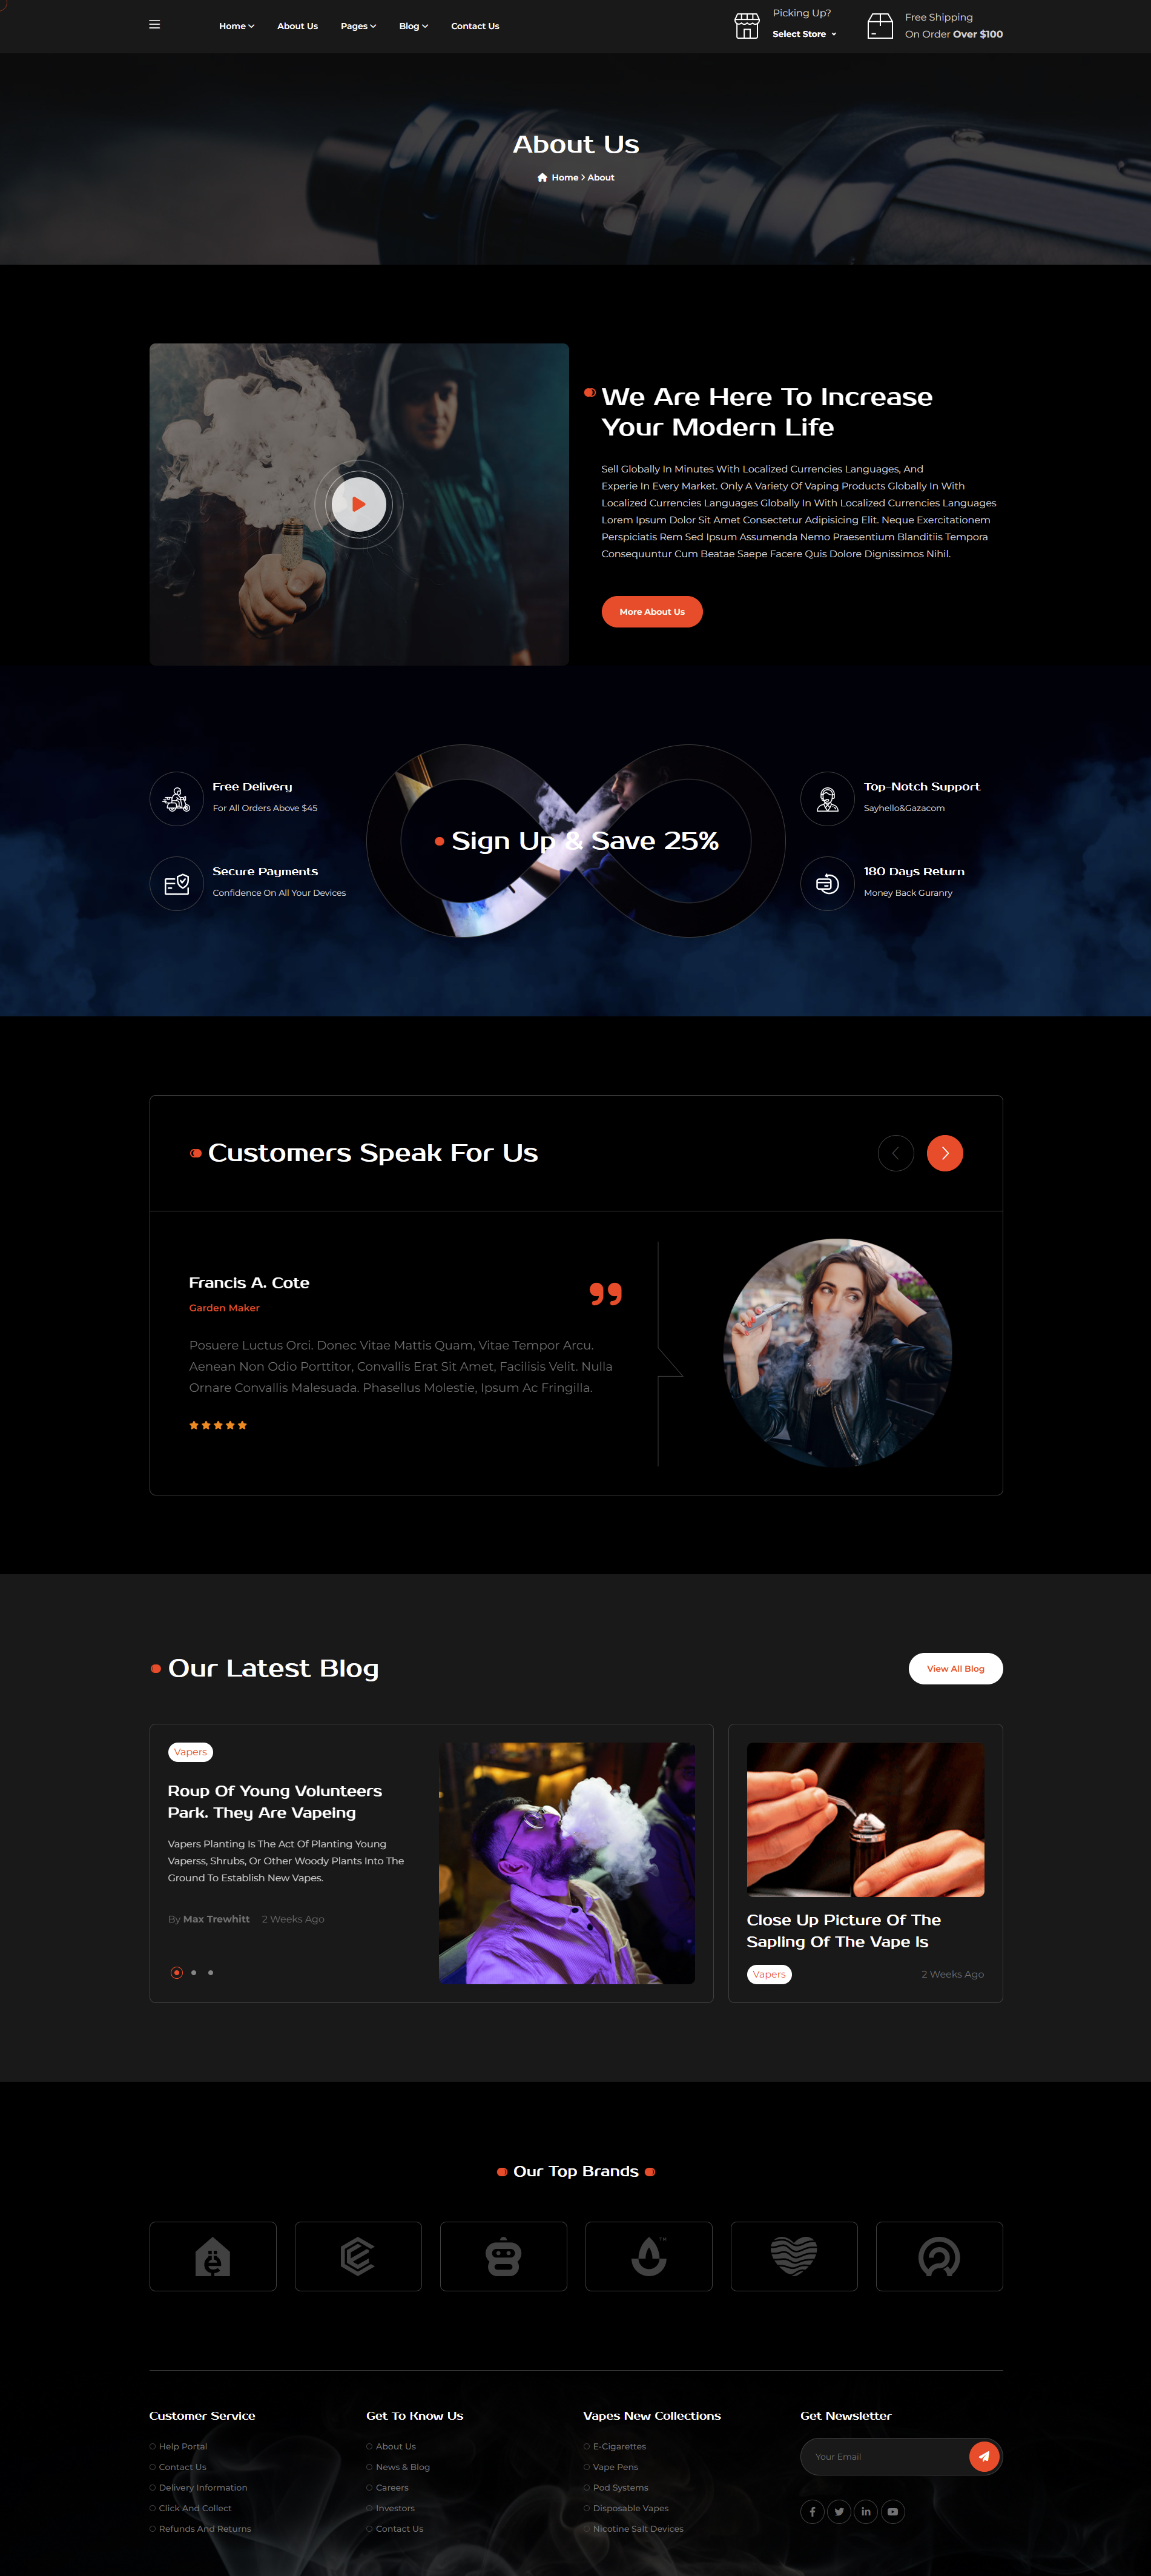 Home
About Us
Pages
Blog
Contact Us
Picking Up?
Select Store
Free Shipping
On Order Over $100
About Us
Home > About
We Are Here To Increase
Your Modern Life
Sell Globally In Minutes With Localized Currencies Languages, And
Experie In Every Market. Only A Variety Of Vaping Products Globally In With
Localized Currencies Languages Globally In With Localized Currencies Languages
Lorem Ipsum Dolor Sit Amet Consectetur Adipisicing Elit. Neque Exercitationem
Perspiciatis Rem Sed Ipsum Assumenda Nemo Praesentium Blanditiis Tempora
Consequuntur Cum Beatae Saepe Facere Quis Dolore Dignissimos Nihil.
More About Us
Free Delivery
For All Orders Above $45
Secure Payments
Confidence On All Your Devices
Sign Up & Save 25%
Top-Notch Support
Sayhello&Gazacom
180 Days Return
Money Back Guranry
Customers Speak For Us
Francis A. Cote
Garden Maker
Posuere Luctus Orci. Donec Vitae Mattis Quam, Vitae Tempor Arcu.
Aenean Non Odio Porttitor, Convallis Erat Sit Amet, Facilisis Velit. Nulla
Ornare Convallis Malesuada. Phasellus Molestie, Ipsum Ac Fringilla.
Our Latest Blog
View All Blog
Vapers
Roup Of Young Volunteers
Park. They Are Vapeing
Vapers Planting Is The Act Of Planting Young
Vaperss, Shrubs, Or Other Woody Plants Into The
Ground To Establish New Vapes.
By Max Trewhitt 2 Weeks Ago
Close Up Picture Of The
Sapling Of The Vape Is
Vapers
2 Weeks Ago
Our Top Brands
TM
Customer Service
Help Portal
Contact Us
Delivery Information
Click And Collect
Refunds And Returns
Get To Know Us
About Us
News & Blog
Careers
Investors
Contact Us
Vapes New Collections
E-Cigarettes
Vape Pens
Pod Systems
Disposable Vapes
Nicotine Salt Devices
Get Newsletter
Your Email